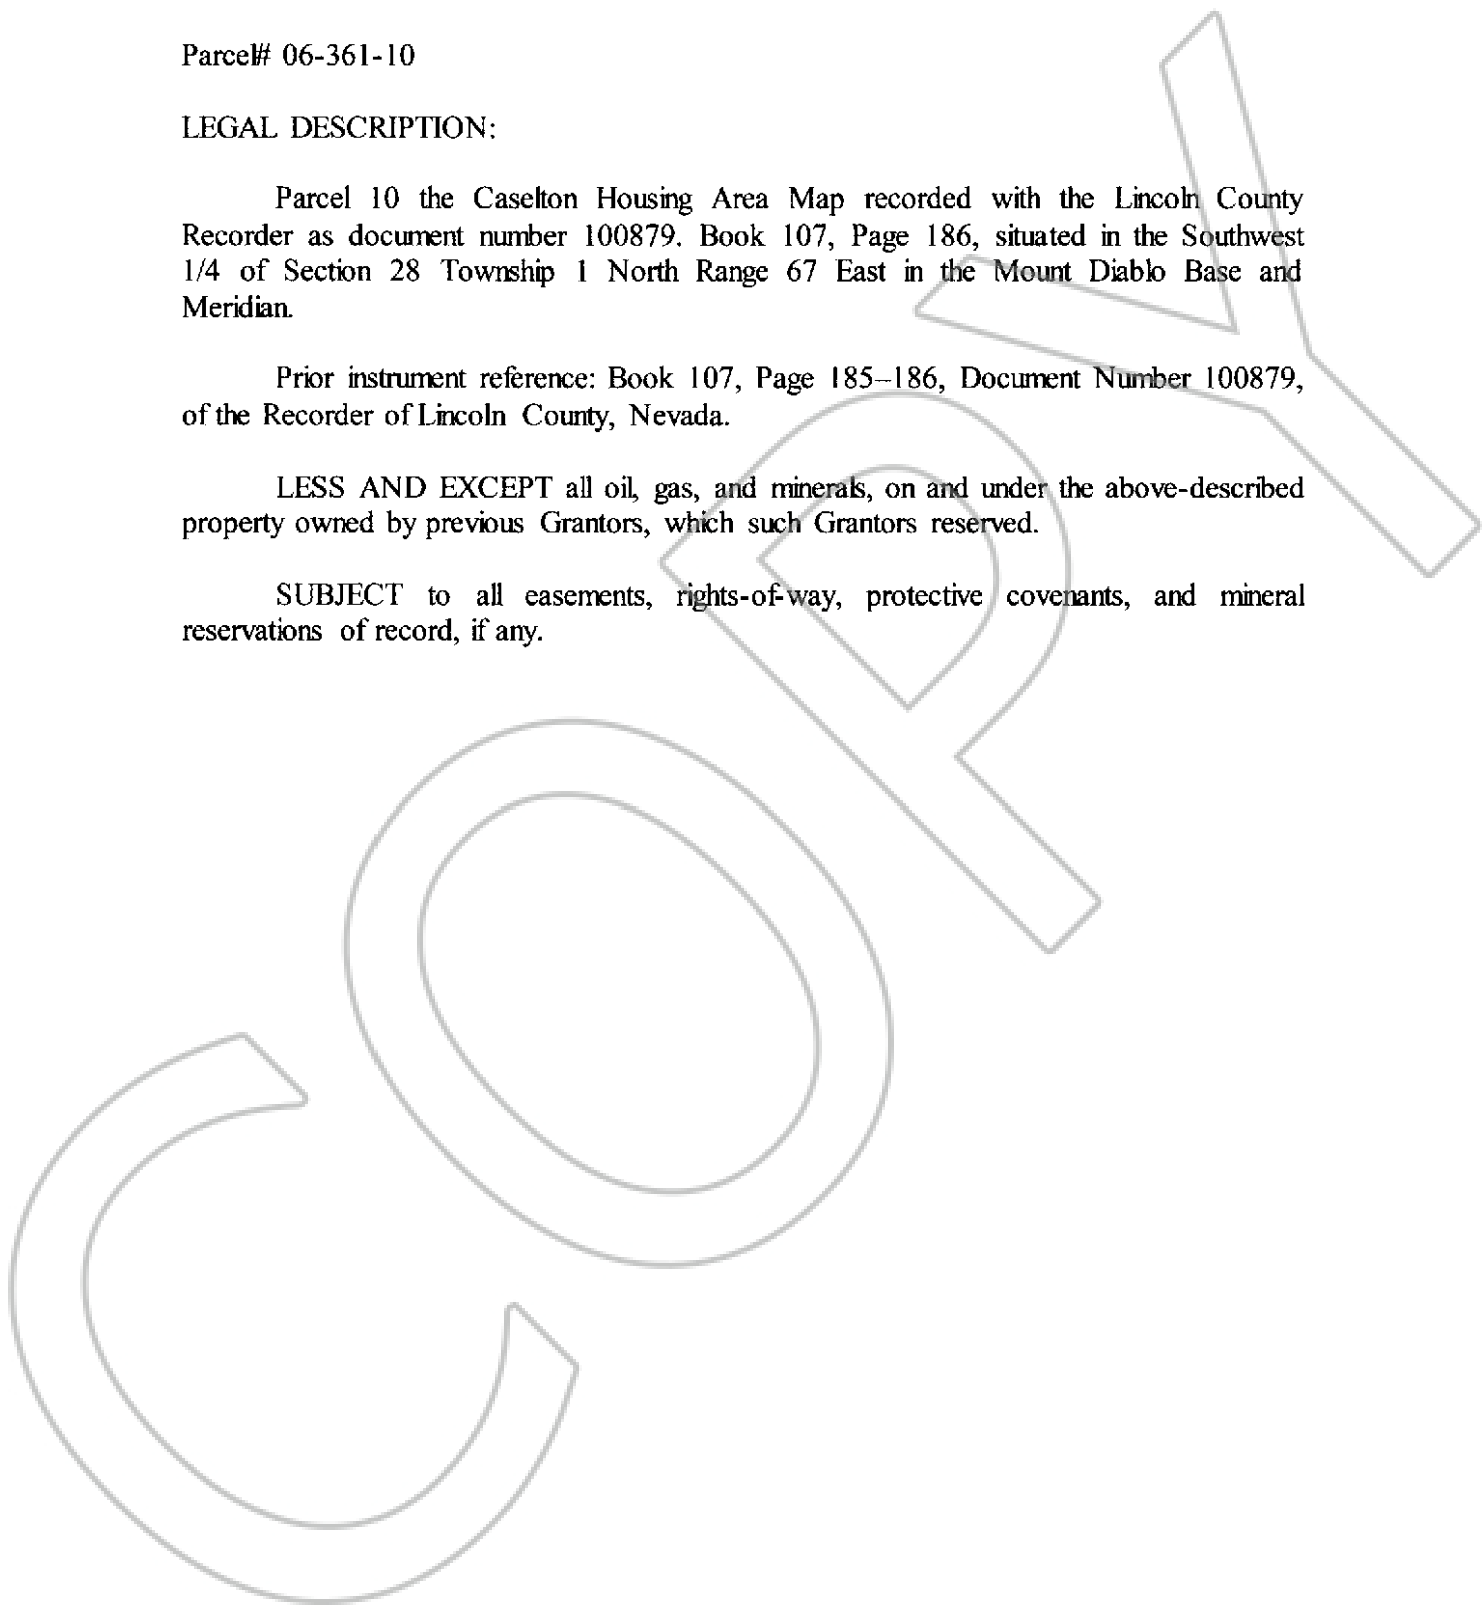 Parcel# 06-361-10
LEGAL DESCRIPTION:
Parcel 10 the Caselton Housing Area Map recorded with the Lincoln County
Recorder as document number 100879. Book 107, Page 186, situated in the Southwest
1/4 of Section 28 Township 1 North Range 67 East in the Mount Diablo Base and
Meridian.
Prior instrument reference: Book 107, Page 185–186, Document Number 100879,
of the Recorder of Lincoln County, Nevada.
LESS AND EXCEPT all oil, gas, and minerals, on and under the above-described
property owned by previous Grantors, which such Grantors reserved.
SUBJECT to all easements, rights-of-way, protective covenants, and mineral
reservations of record, if any.
COPY